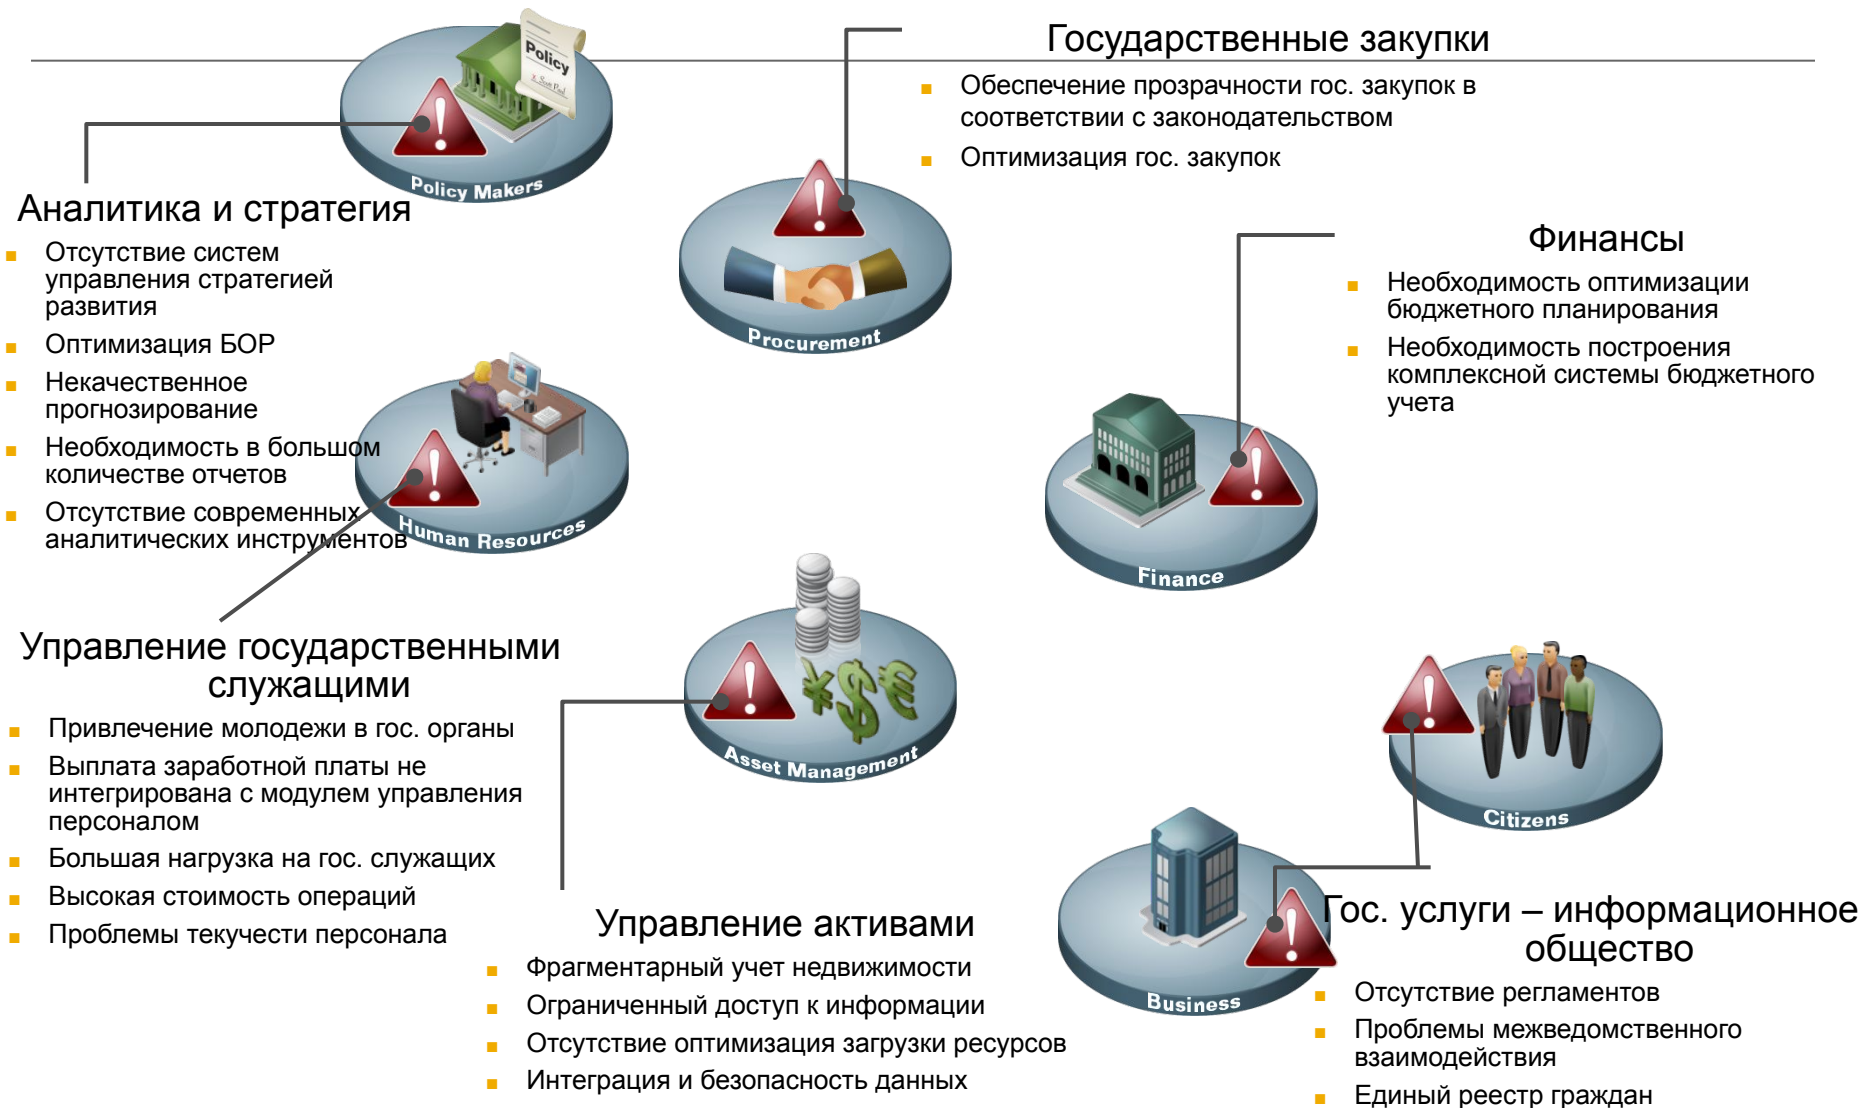 Policy
Policy Makers
Аналитика и стратегия
Отсутствие систем
управления стратегией
развития
Оптимизация БОР
Некачественное
прогнозирование
Необходимость в большом
количестве отчетов
Отсутствие современных
аналитических инструментов
Государственные закупки
Обеспечение прозрачности гос. закупок в
соответствии с законодательством
Оптимизация гос. закупок
Procurement
Финансы
Необходимость оптимизации
бюджетного планирования
Необходимость построения
комплексной системы бюджетного
учета
Finance
Human Resources
Управление государственными
служащими
Привлечение молодежи в гос. органы
Выплата заработной платы не
интегрирована с модулем управления
персоналом
Большая нагрузка на гос. служащих
Высокая стоимость операций
Проблемы текучести персонала
Asset Management
Управление активами
Фрагментарный учет недвижимости
Ограниченный доступ к информации
Отсутствие оптимизация загрузки ресурсов
Интеграция и безопасность данных
Citizens
Business
Гос. услуги – информационное
общество
Отсутствие регламентов
Проблемы межведомственного
взаимодействия
Единый реестр граждан